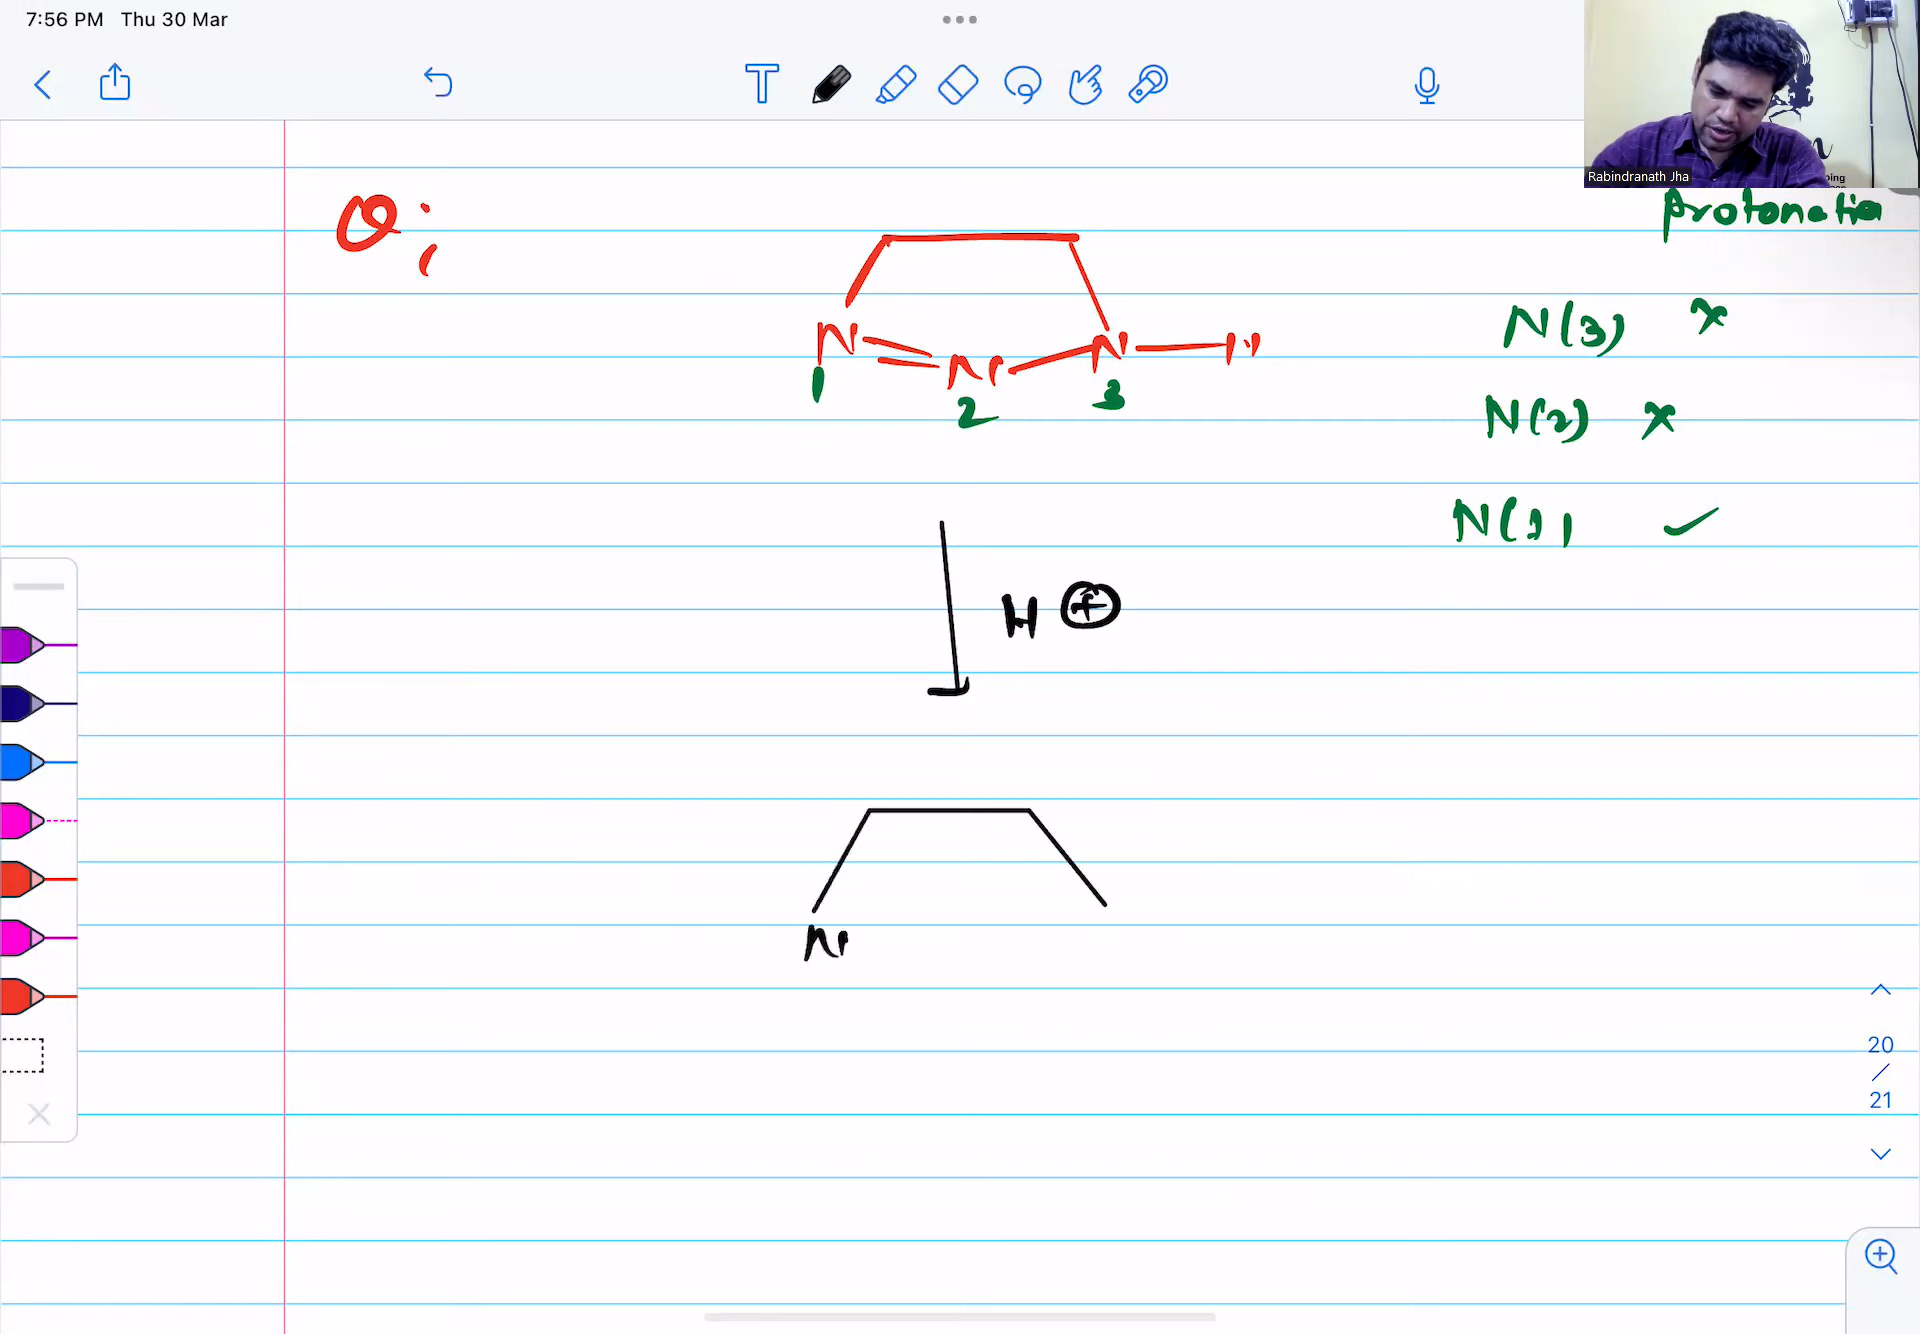 7:56 PM Thu 30 Mar
Rabindranath Jha
Protonation
Q;
N N N H
1 2 3
N(3) ×
N(2) ×
N(1) ✓
H ⊕
N
20
/
21